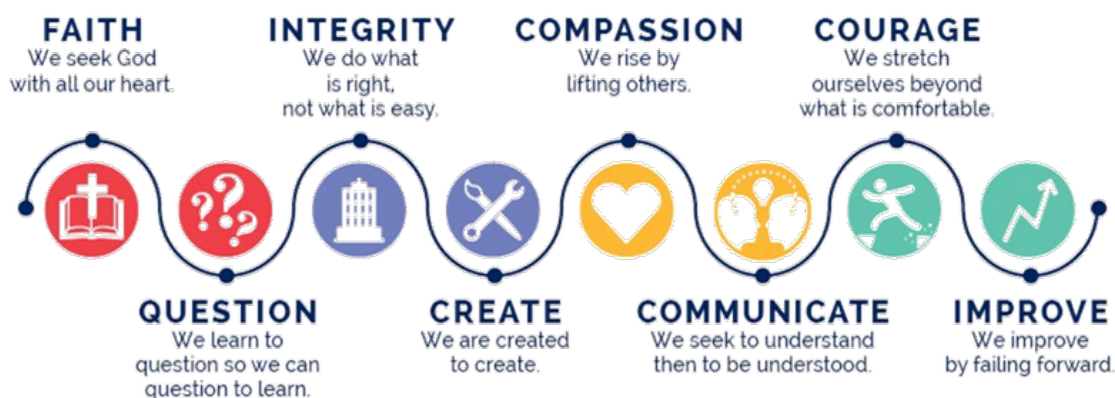 FAITH
We seek God
with all our heart.
INTEGRITY
We do what
is right,
not what is easy.
COMPASSION
We rise by
lifting others.
COURAGE
We stretch
ourselves beyond
what is comfortable.
QUESTION
We learn to
question so we can
question to learn.
CREATE
We are created
to create.
COMMUNICATE
We seek to understand
then to be understood.
IMPROVE
We improve
by failing forward.